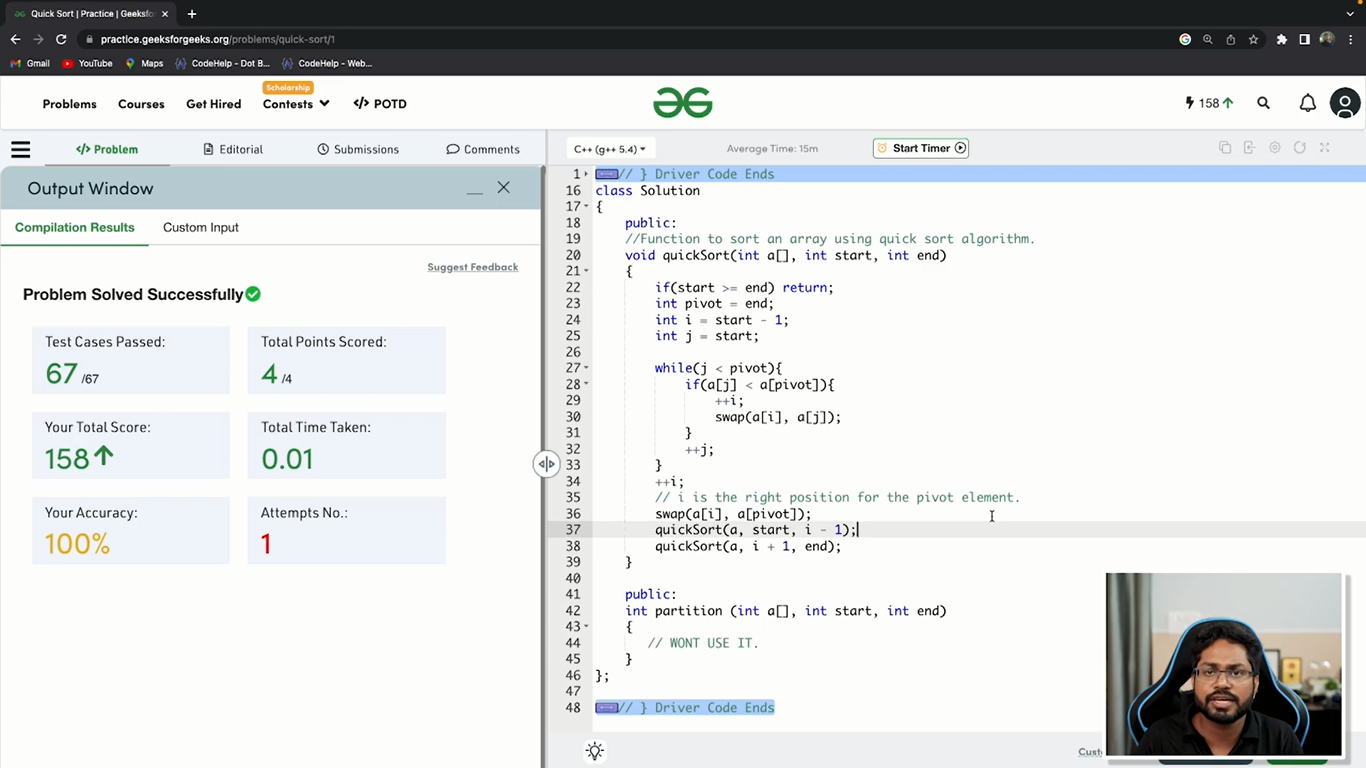 Quick Sort | Practice | Geeksfor
practice.geeksforgeeks.org/problems/quick-sort/1
Gmail YouTube Maps CodeHelp - Dot B... CodeHelp - Web...
Scholarship
Problems Courses Get Hired Contests </> POTD 158
</> Problem Editorial Submissions Comments
Output Window
Compilation Results Custom Input
Suggest Feedback
Problem Solved Successfully
Test Cases Passed: Total Points Scored:
67 /67 4 /4
Your Total Score: Total Time Taken:
158 0.01
Your Accuracy: Attempts No.:
100% 1
C++ (g++ 5.4) Average Time: 15m Start Timer
1 // } Driver Code Ends
16 class Solution
17 {
18 public:
19 //Function to sort an array using quick sort algorithm.
20 void quickSort(int a[], int start, int end)
21 {
22 if(start >= end) return;
23 int pivot = end;
24 int i = start - 1;
25 int j = start;
26
27 while(j < pivot){
28 if(a[j] < a[pivot]){
29 ++i;
30 swap(a[i], a[j]);
31 }
32 ++j;
33 }
34 ++i;
35 // i is the right position for the pivot element.
36 swap(a[i], a[pivot]);
37 quickSort(a, start, i - 1);
38 quickSort(a, i + 1, end);
39 }
40
41 public:
42 int partition (int a[], int start, int end)
43 {
44 // WONT USE IT.
45 }
46 };
47
48 // } Driver Code Ends